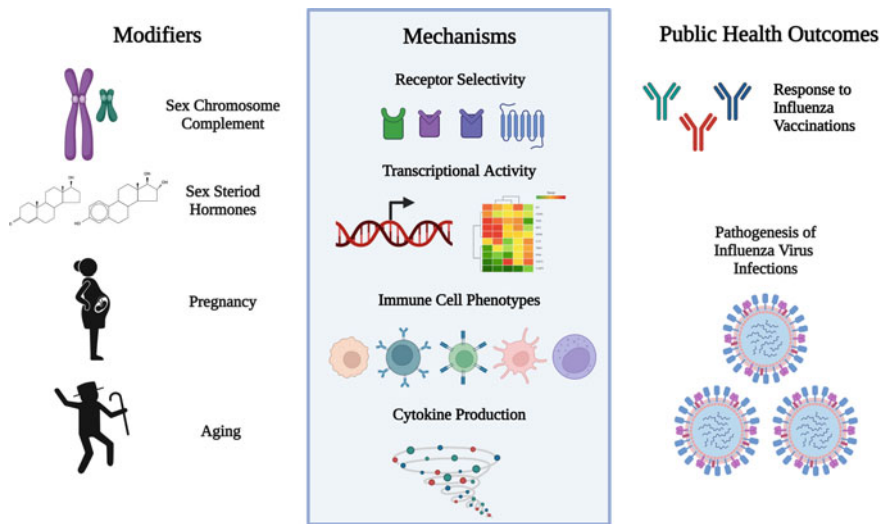 Modifiers
Sex Chromosome
Complement
Sex Steriod
Hormones
Pregnancy
Aging
Mechanisms
Receptor Selectivity
Transcriptional Activity
Immune Cell Phenotypes
Cytokine Production
Public Health Outcomes
Response to
Influenza
Vaccinations
Pathogenesis of
Influenza Virus
Infections